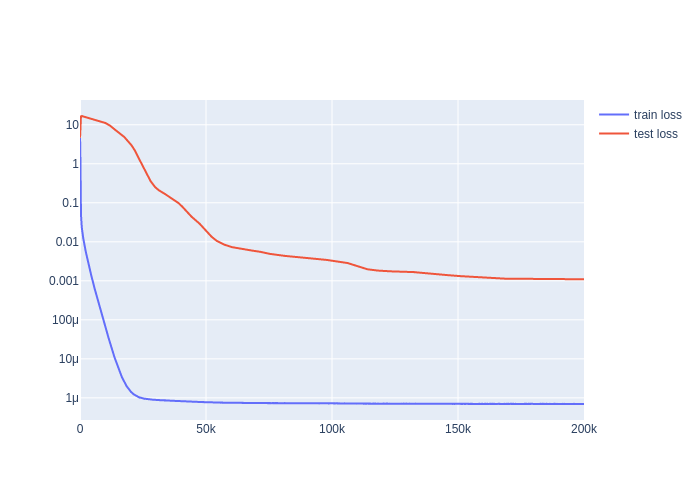 train loss
test loss
10
1
0.1
0.01
0.001
100μ
10μ
1μ
0
50k
100k
150k
200k